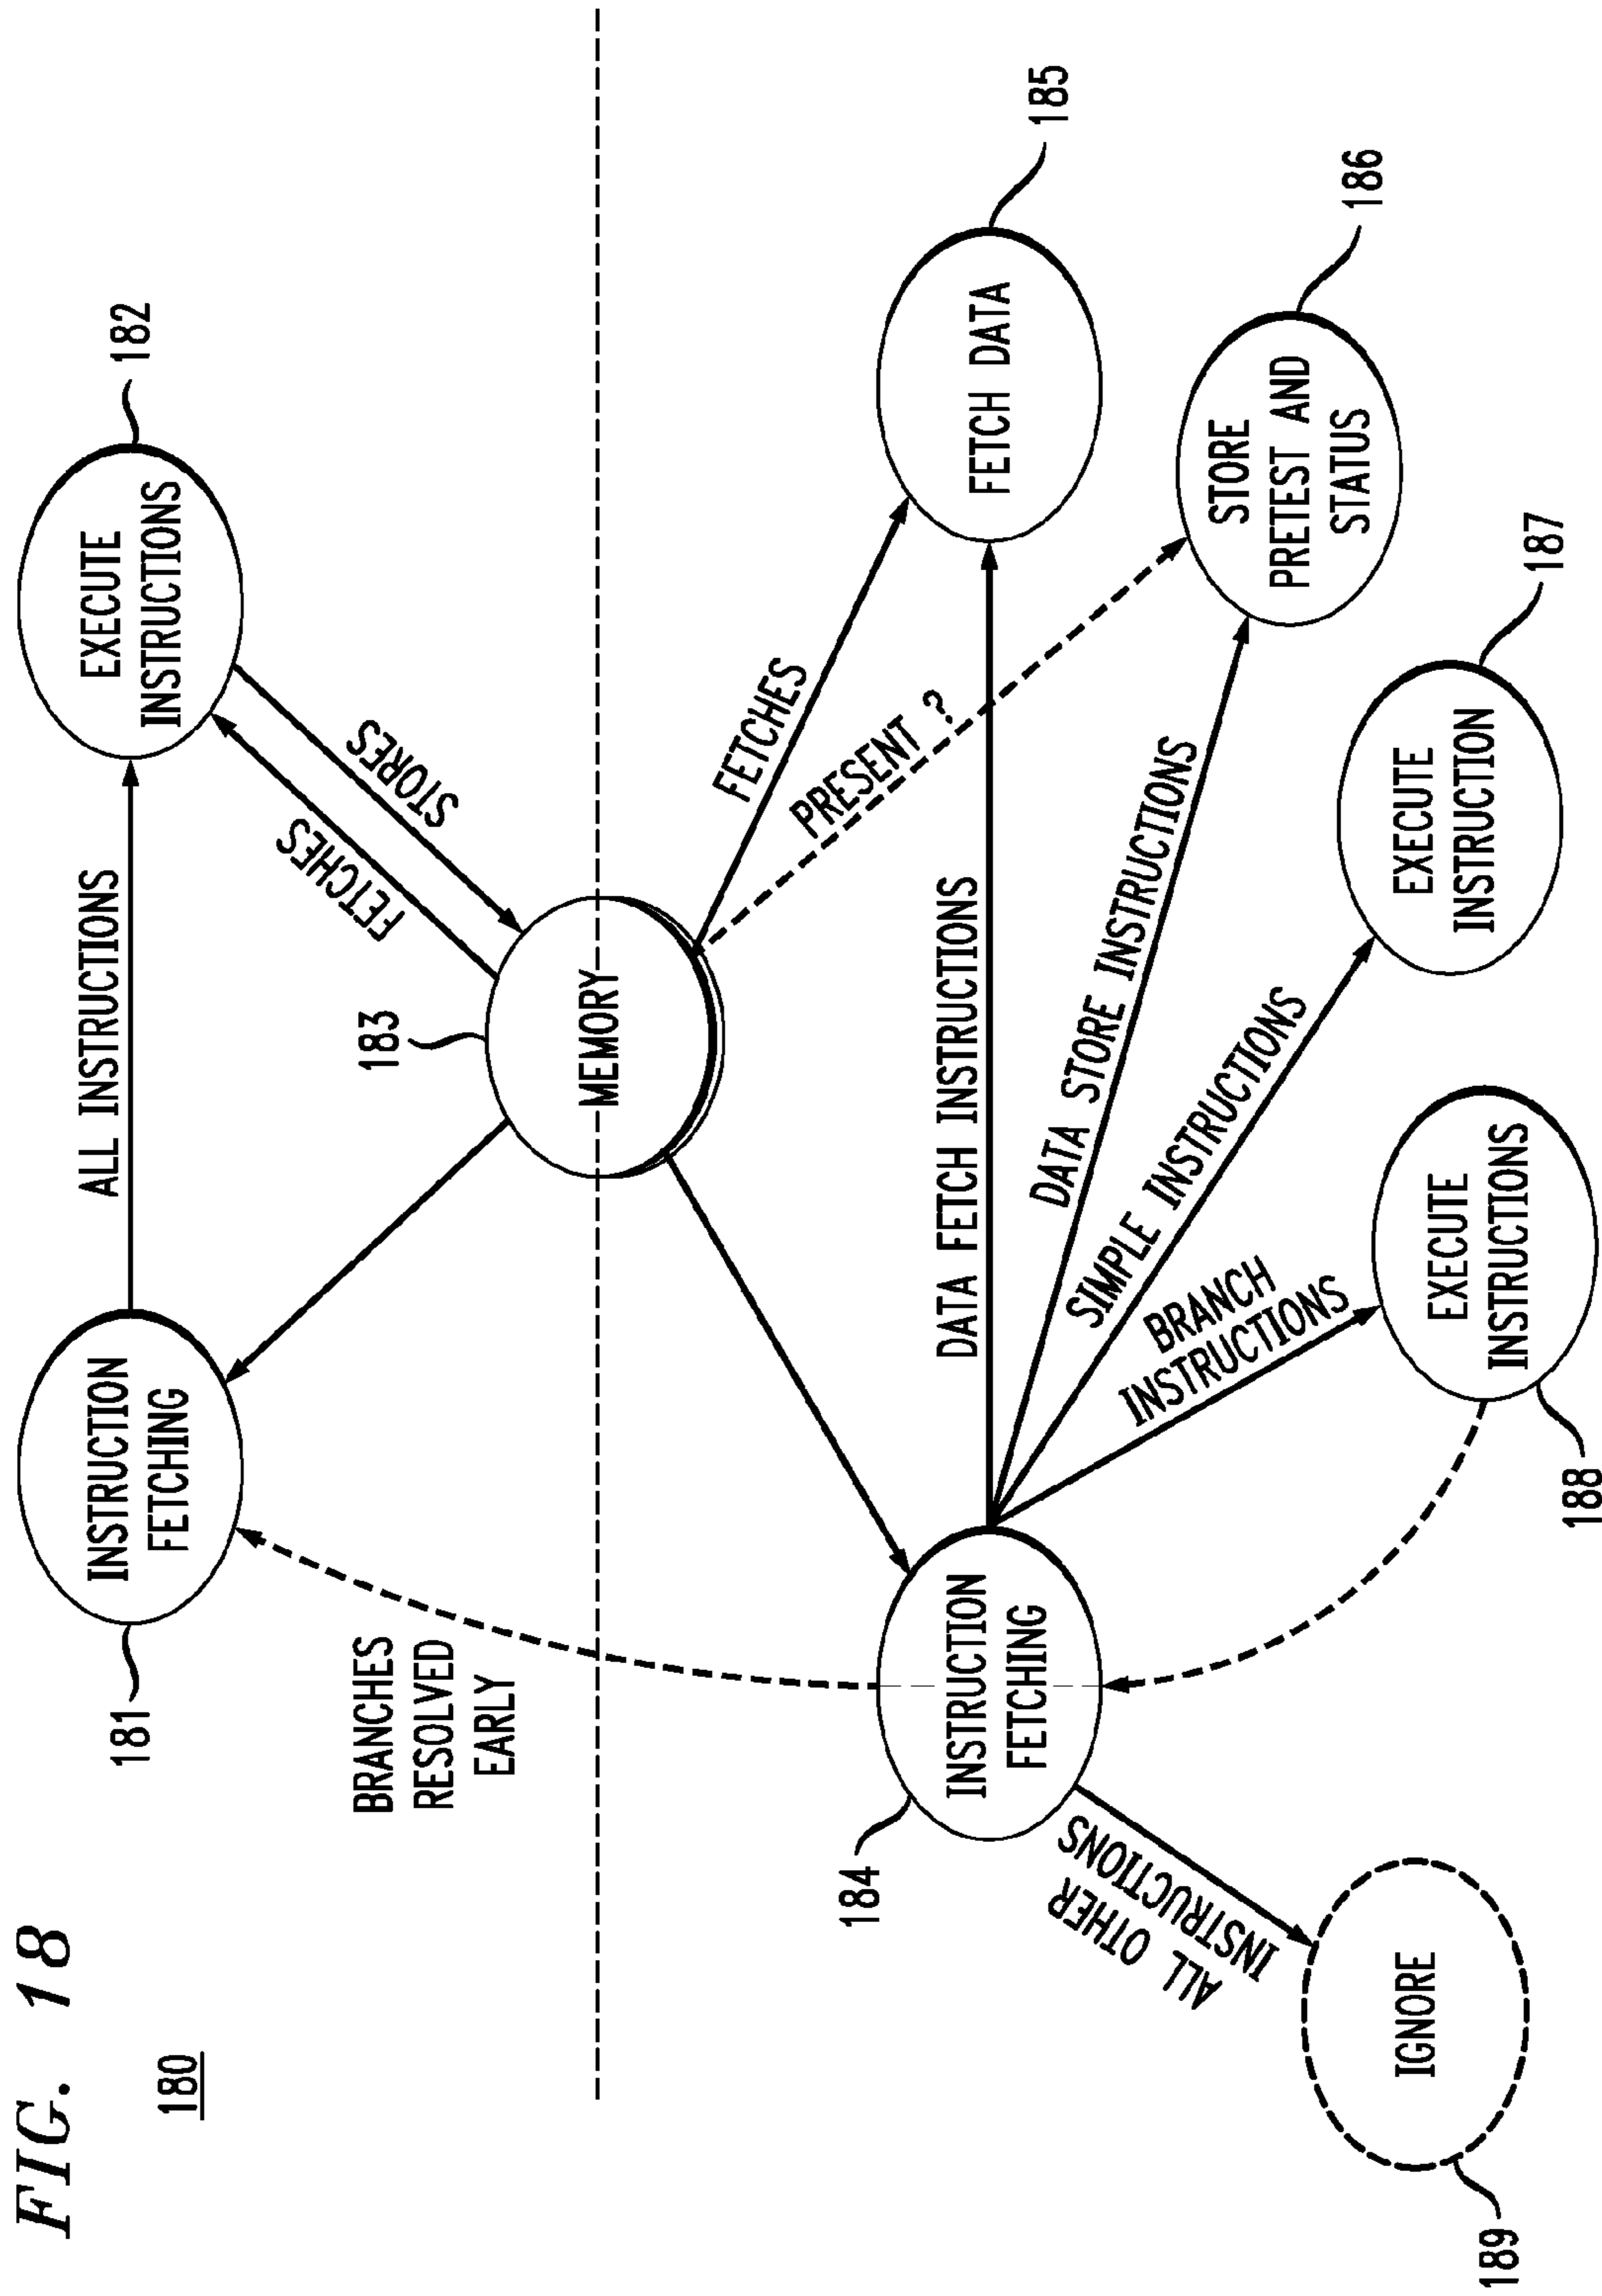 FIG. 18
180
181
INSTRUCTION
FETCHING
ALL INSTRUCTIONS
EXECUTE
INSTRUCTIONS
182
BRANCHES
RESOLVED
EARLY
183
MEMORY
FETCHES
STORES
184
INSTRUCTION
FETCHING
DATA FETCH INSTRUCTIONS
FETCHES
PRESENT ?
FETCH DATA
185
DATA STORE INSTRUCTIONS
STORE
PRETEST AND
STATUS
186
SIMPLE INSTRUCTIONS
EXECUTE
INSTRUCTION
187
BRANCH
INSTRUCTIONS
EXECUTE
INSTRUCTIONS
188
ALL OTHER
INSTRUCTIONS
IGNORE
189